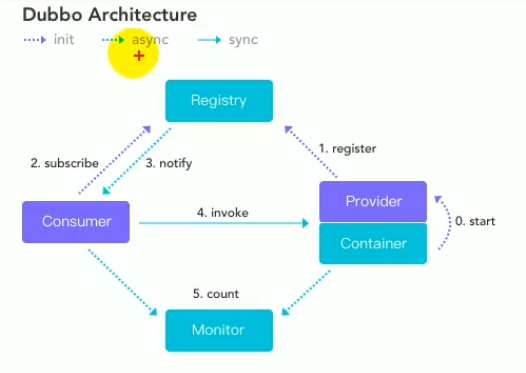 Dubbo Architecture
init async sync
Registry
1. register
2. subscribe 3. notify
Provider
4. invoke
Consumer
0. start
Container
5. count
Monitor